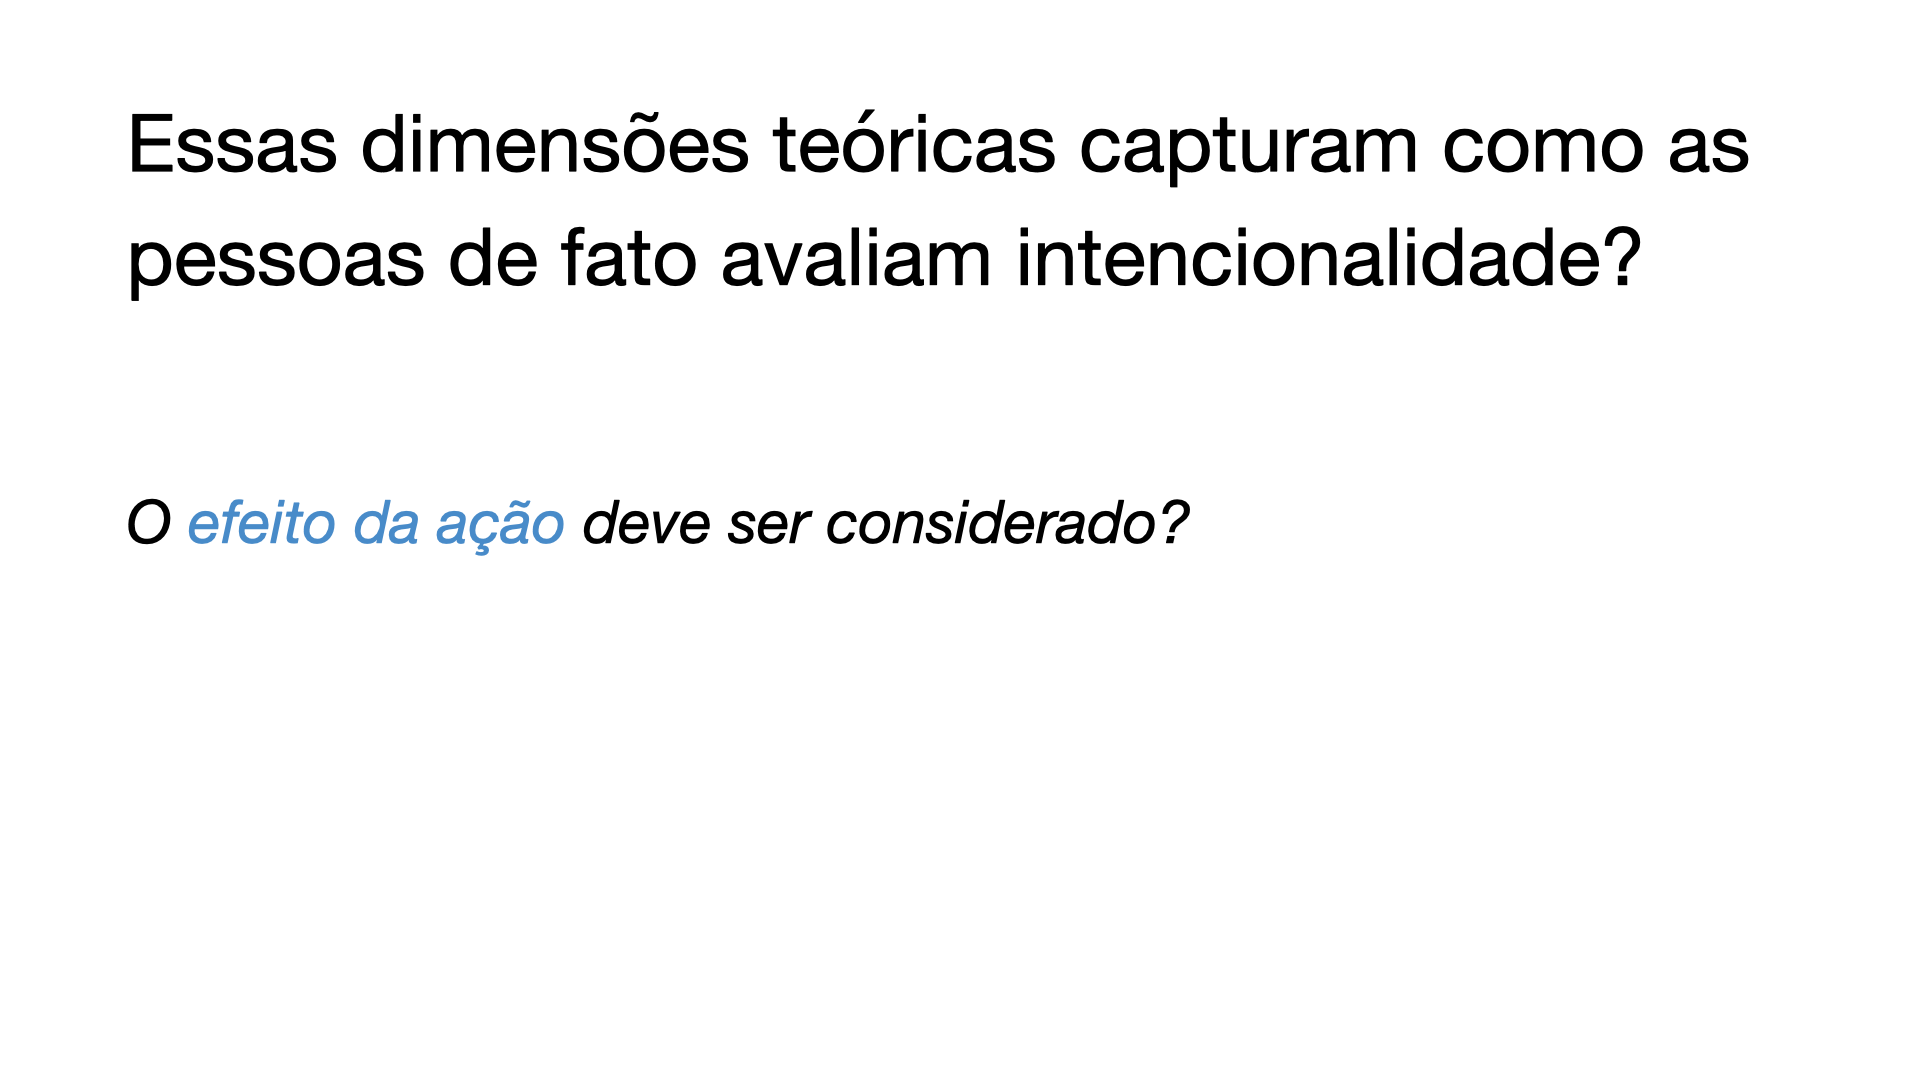 Essas dimensões teóricas capturam como as
pessoas de fato avaliam intencionalidade?
O efeito da ação deve ser considerado?